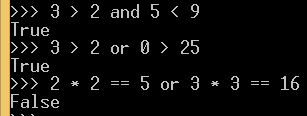 >>> 3 > 2 and 5 < 9
True
>>> 3 > 2 or 0 > 25
True
>>> 2 * 2 == 5 or 3 * 3 == 16
False
>>>